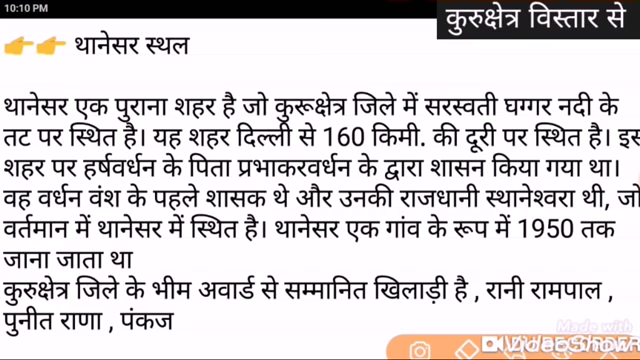 10:10 PM
कुरुक्षेत्र विस्तार से
👉👉 थानेसर स्थल
थानेसर एक पुराना शहर है जो कुरूक्षेत्र जिले में सरस्वती घग्गर नदी के
तट पर स्थित है। यह शहर दिल्ली से 160 किमी. की दूरी पर स्थित है। इस
शहर पर हर्षवर्धन के पिता प्रभाकरवर्धन के द्वारा शासन किया गया था।
वह वर्धन वंश के पहले शासक थे और उनकी राजधानी स्थानेश्वरा थी, जो
वर्तमान में थानेसर में स्थित है। थानेसर एक गांव के रूप में 1950 तक
जाना जाता था
कुरुक्षेत्र जिले के भीम अवार्ड से सम्मानित खिलाड़ी है , रानी रामपाल ,
पुनीत राणा , पंकज
Made with